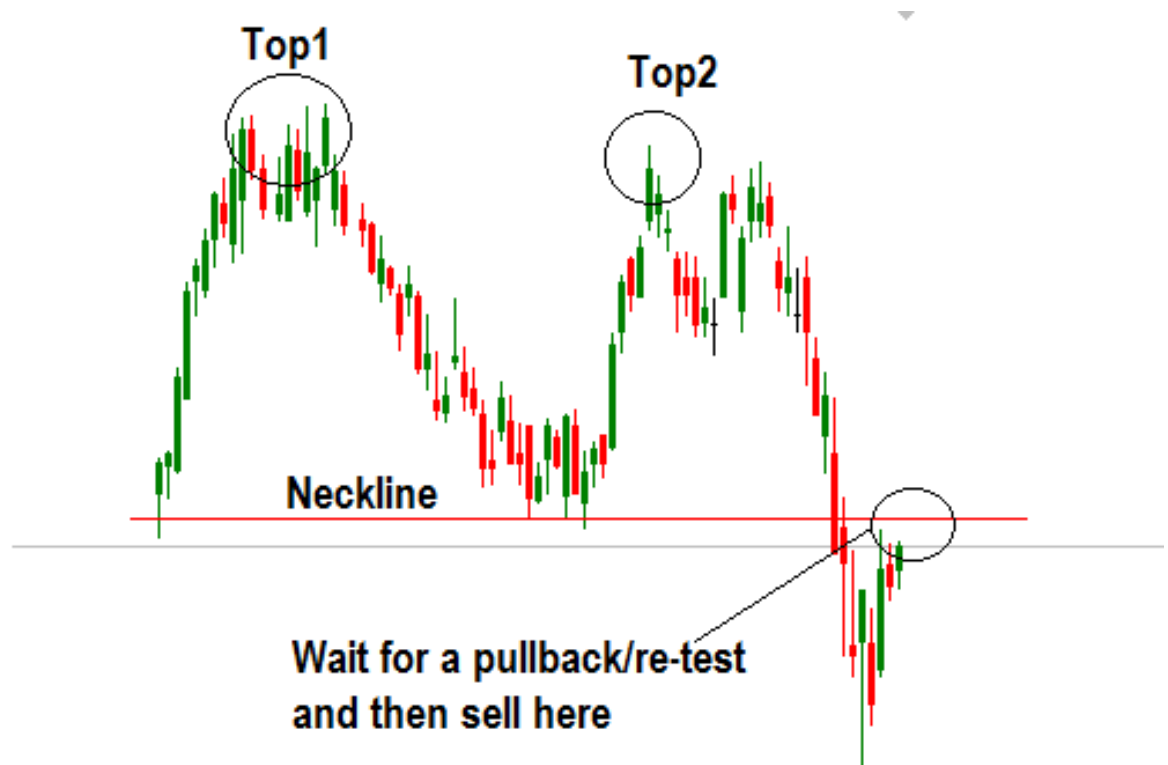 Top1
Top2
Neckline
Wait for a pullback/re-test
and then sell here